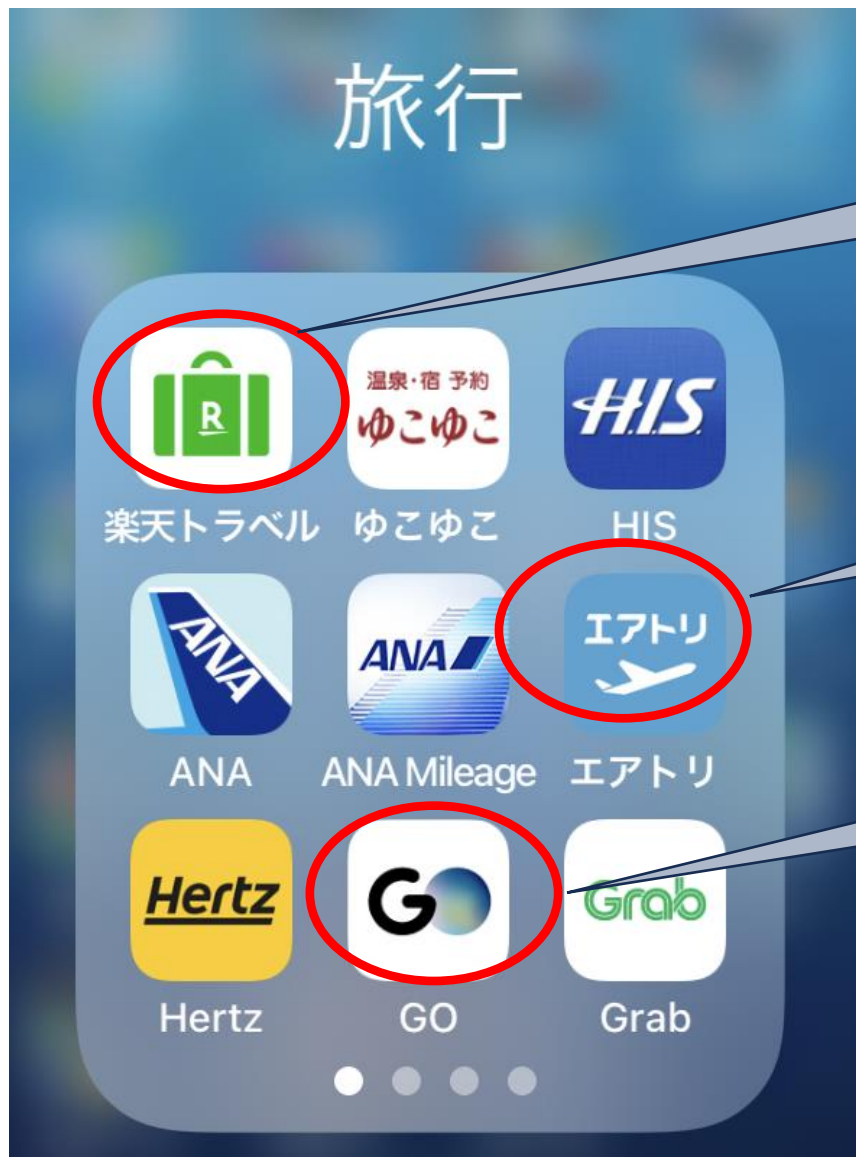 旅行
R
温泉・宿 予約
ゆこゆこ
H.I.S.
楽天トラベル
ゆこゆこ
HIS
ANA
ANA
エアトリ
ANA
ANA Mileage
エアトリ
Hertz
GO
Grab
Hertz
GO
Grab